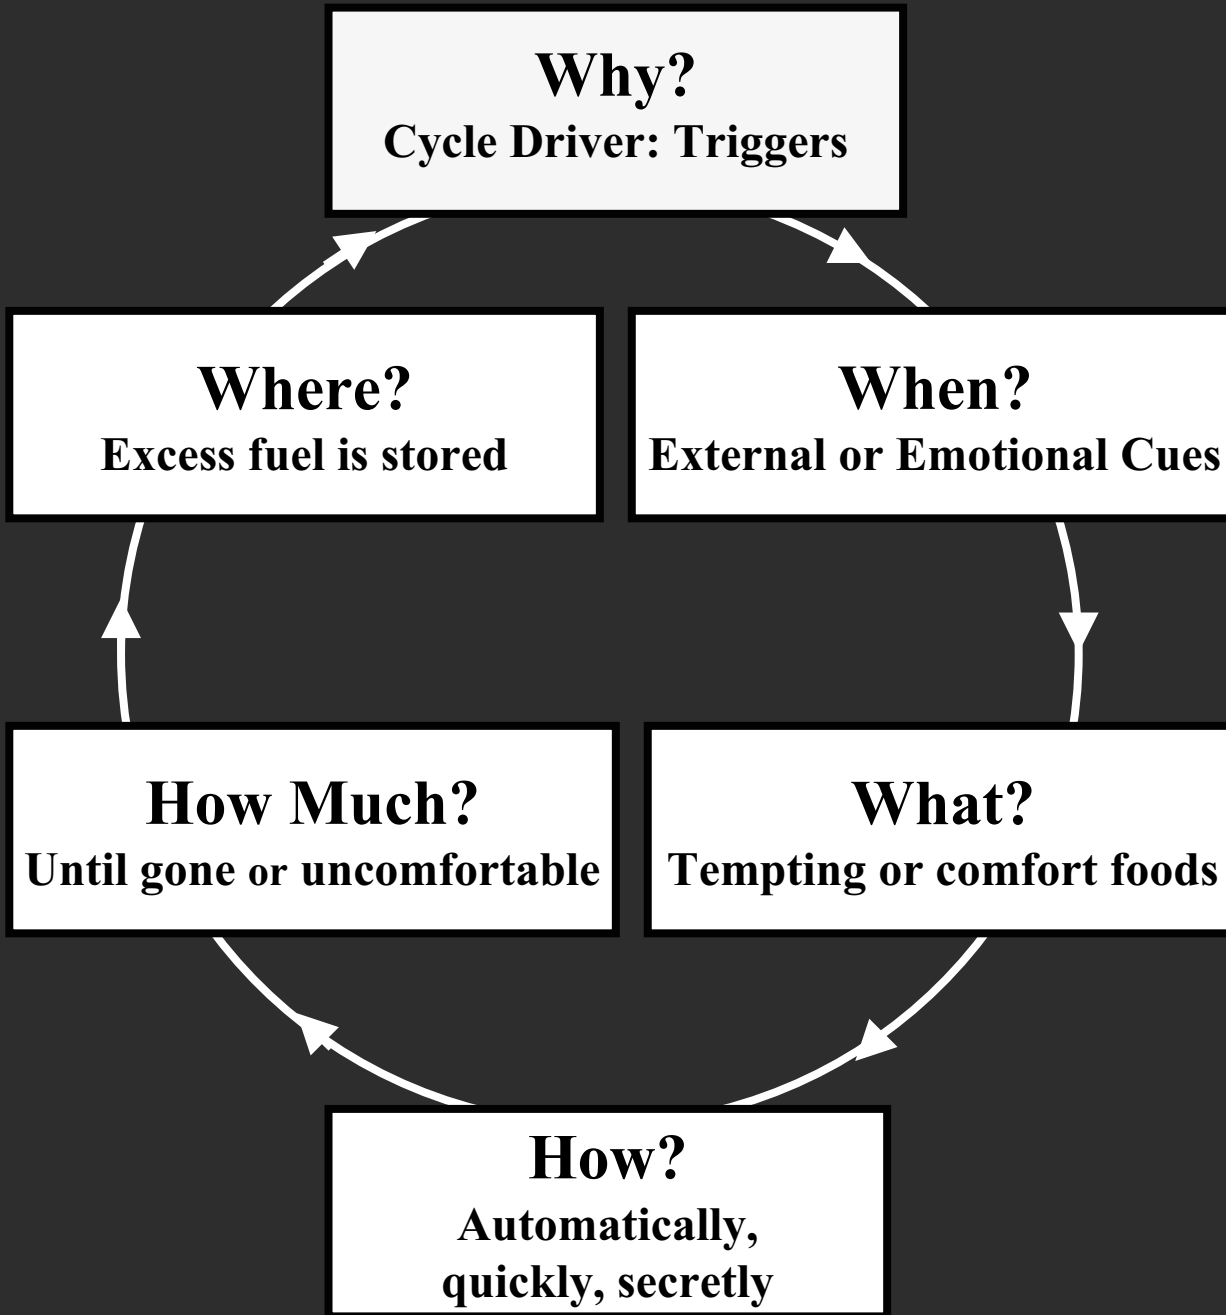 Why?
Cycle Driver: Triggers
Where?
Excess fuel is stored
When?
External or Emotional Cues
How Much?
Until gone or uncomfortable
What?
Tempting or comfort foods
How?
Automatically,
quickly, secretly